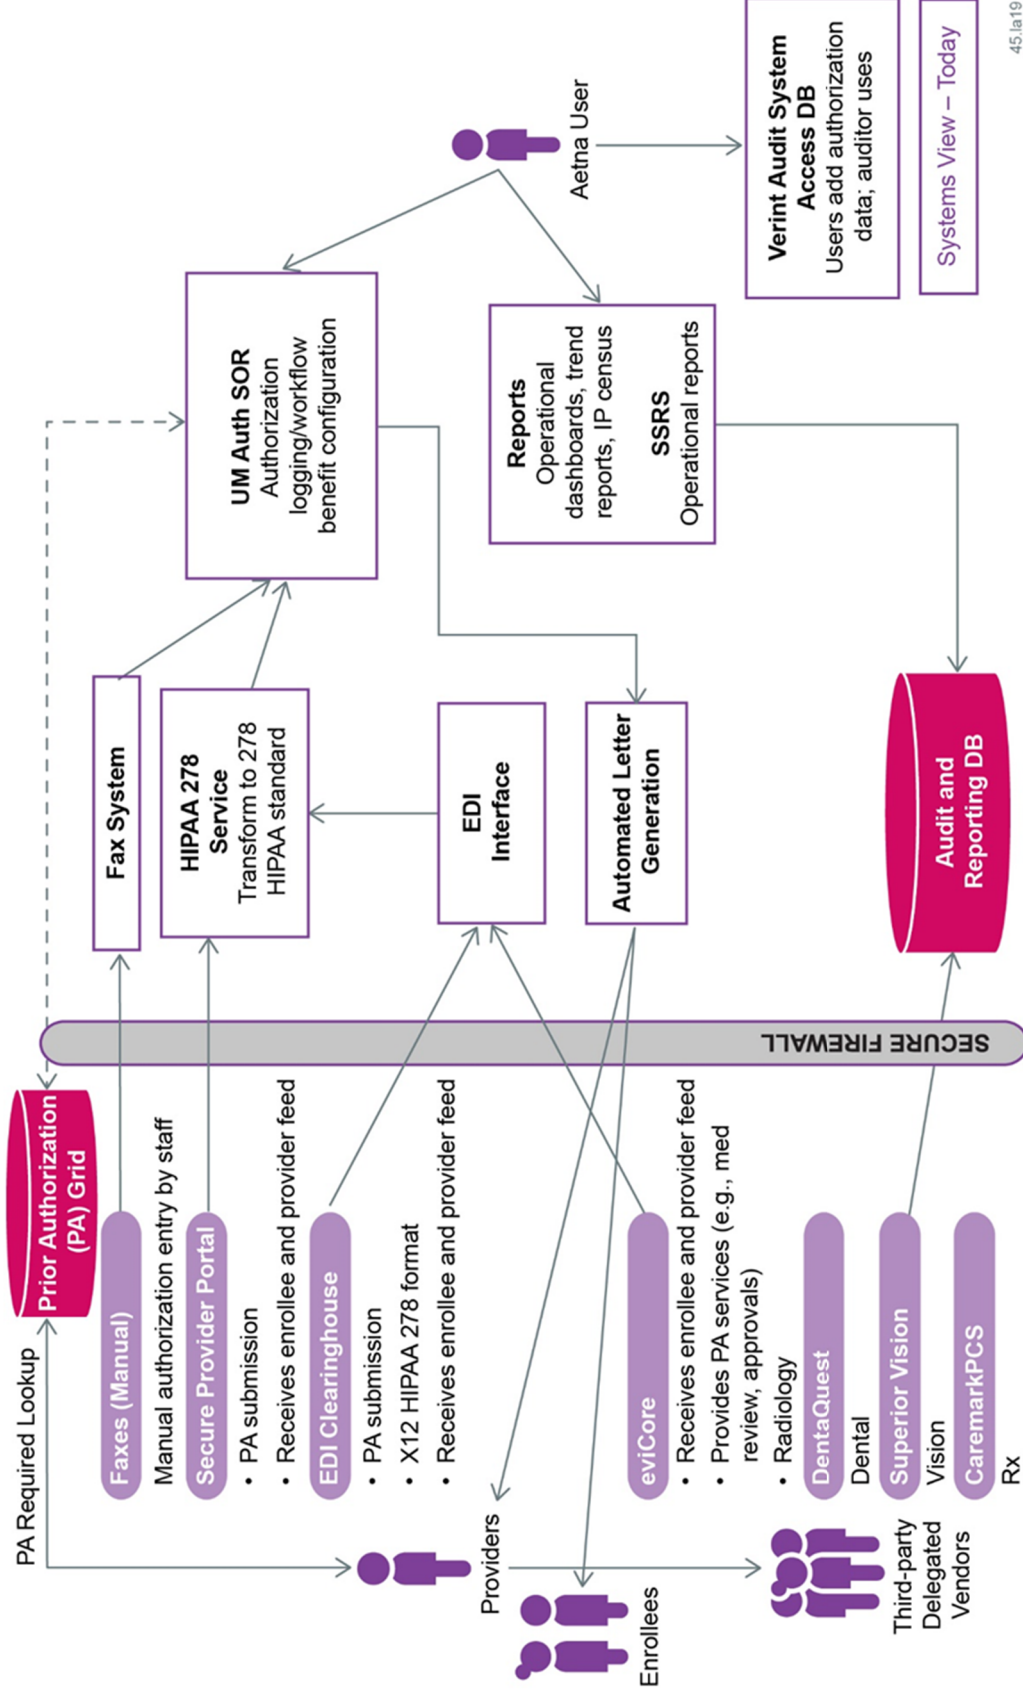 PA Required Lookup
Prior Authorization
(PA) Grid
Faxes (Manual)
Manual authorization entry by staff
Secure Provider Portal
• PA submission
• Receives enrollee and provider feed
EDI Clearinghouse
• PA submission
• X12 HIPAA 278 format
• Receives enrollee and provider feed
eviCore
• Receives enrollee and provider feed
• Provides PA services (e.g., med
review, approvals)
• Radiology
DentaQuest
Dental
Superior Vision
Vision
CaremarkPCS
Rx
Providers
Enrollees
Third-party
Delegated
Vendors
SECURE FIREWALL
Fax System
HIPAA 278
Service
Transform to 278
HIPAA standard
EDI
Interface
Automated Letter
Generation
Audit and
Reporting DB
UM Auth SOR
Authorization
logging/workflow
benefit configuration
Reports
Operational
dashboards, trend
reports, IP census
SSRS
Operational reports
Aetna User
Verint Audit System
Access DB
Users add authorization
data; auditor uses
Systems View – Today
45.la19